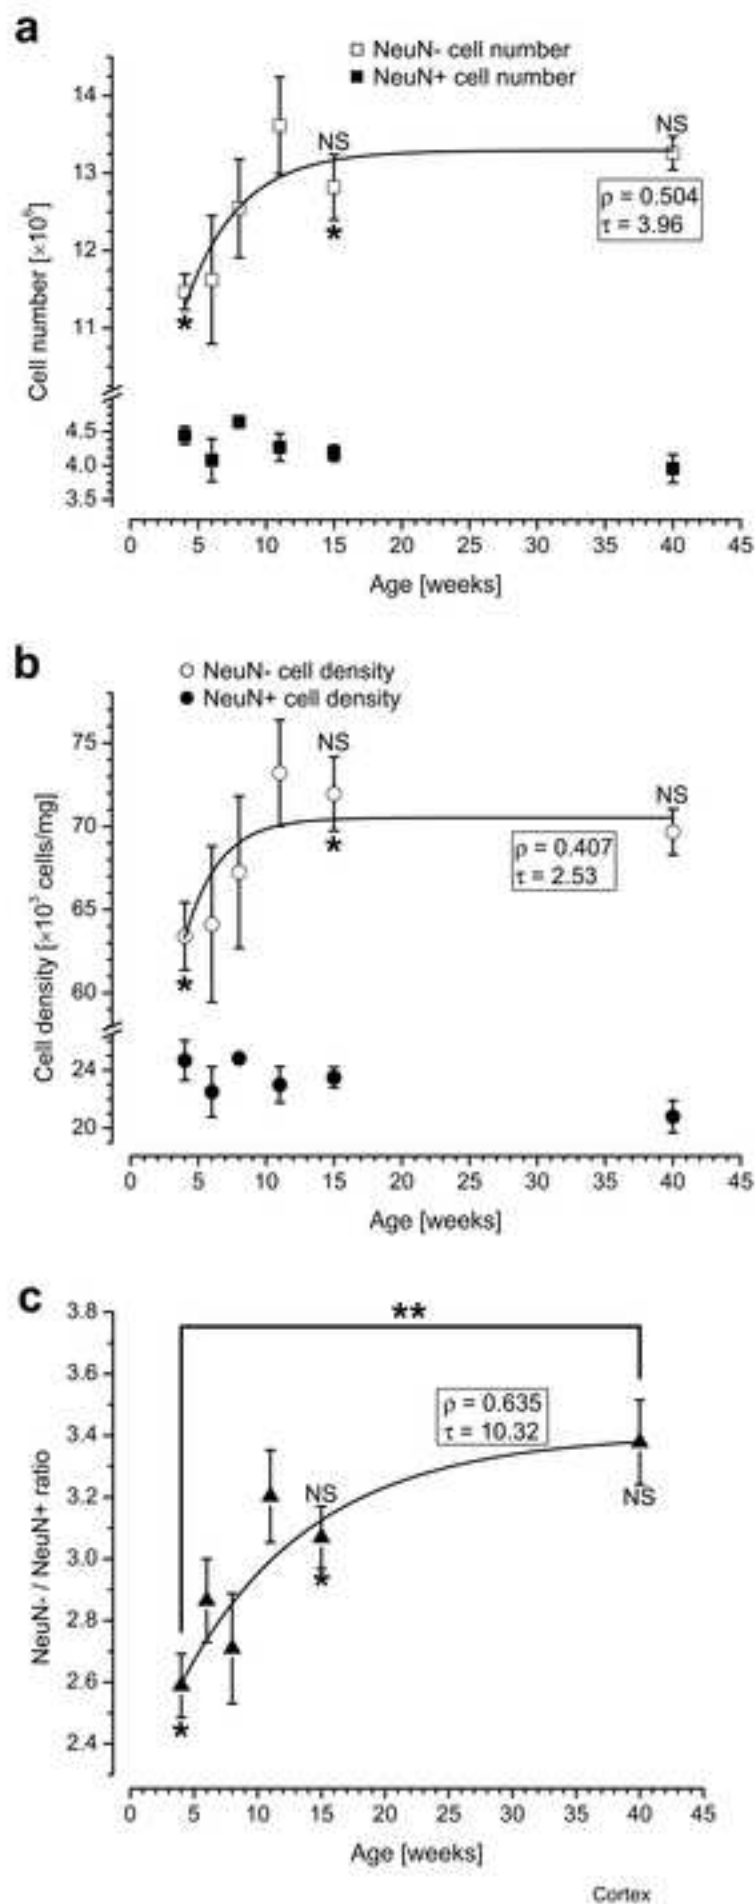 a
□ NeuN- cell number
■ NeuN+ cell number
14
13
12
11
4.5
4.0
3.5
Cell number [×10⁶]
NS
NS
*
*
ρ = 0.504
τ = 3.96
0 5 10 15 20 25 30 35 40 45
Age [weeks]
b
○ NeuN- cell density
● NeuN+ cell density
75
70
65
60
24
20
Cell density [×10³ cells/mg]
NS
NS
*
*
ρ = 0.407
τ = 2.53
0 5 10 15 20 25 30 35 40 45
Age [weeks]
c
3.8
3.6
3.4
3.2
3.0
2.8
2.6
2.4
NeuN- / NeuN+ ratio
**
ρ = 0.635
τ = 10.32
NS
NS
*
*
0 5 10 15 20 25 30 35 40 45
Age [weeks]
Cortex